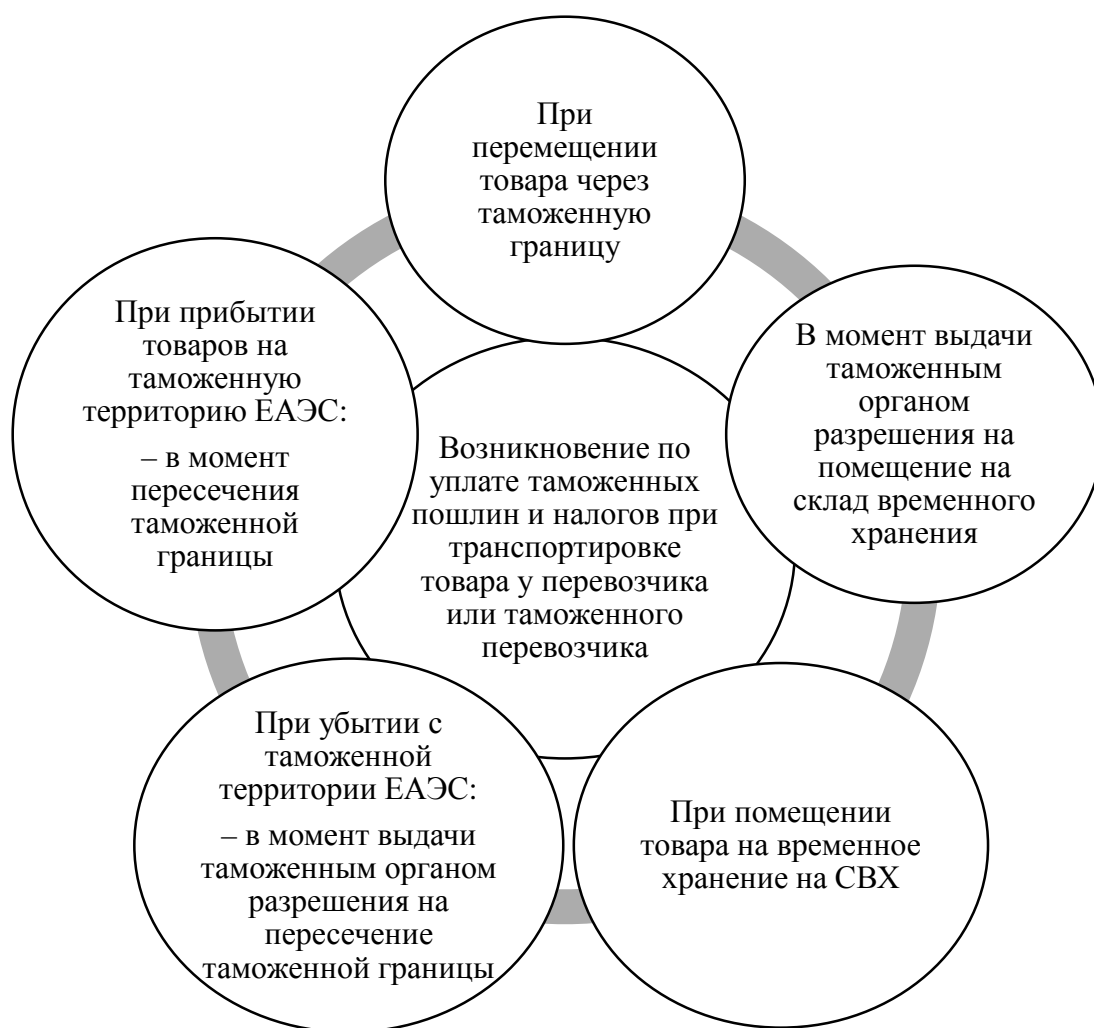 При
перемещении
товара через
таможенную
границу
При прибытии
товаров на
таможенную
территорию ЕАЭС:
– в момент
пересечения
таможенной
границы
В момент выдачи
таможенным
органом
разрешения на
помещение на
склад временного
хранения
Возникновение по
уплате таможенных
пошлин и налогов при
транспортировке
товара у перевозчика
или таможенного
перевозчика
При убытии с
таможенной
территории ЕАЭС:
– в момент выдачи
таможенным органом
разрешения на
пересечение
таможенной границы
При помещении
товара на временное
хранение на СВХ